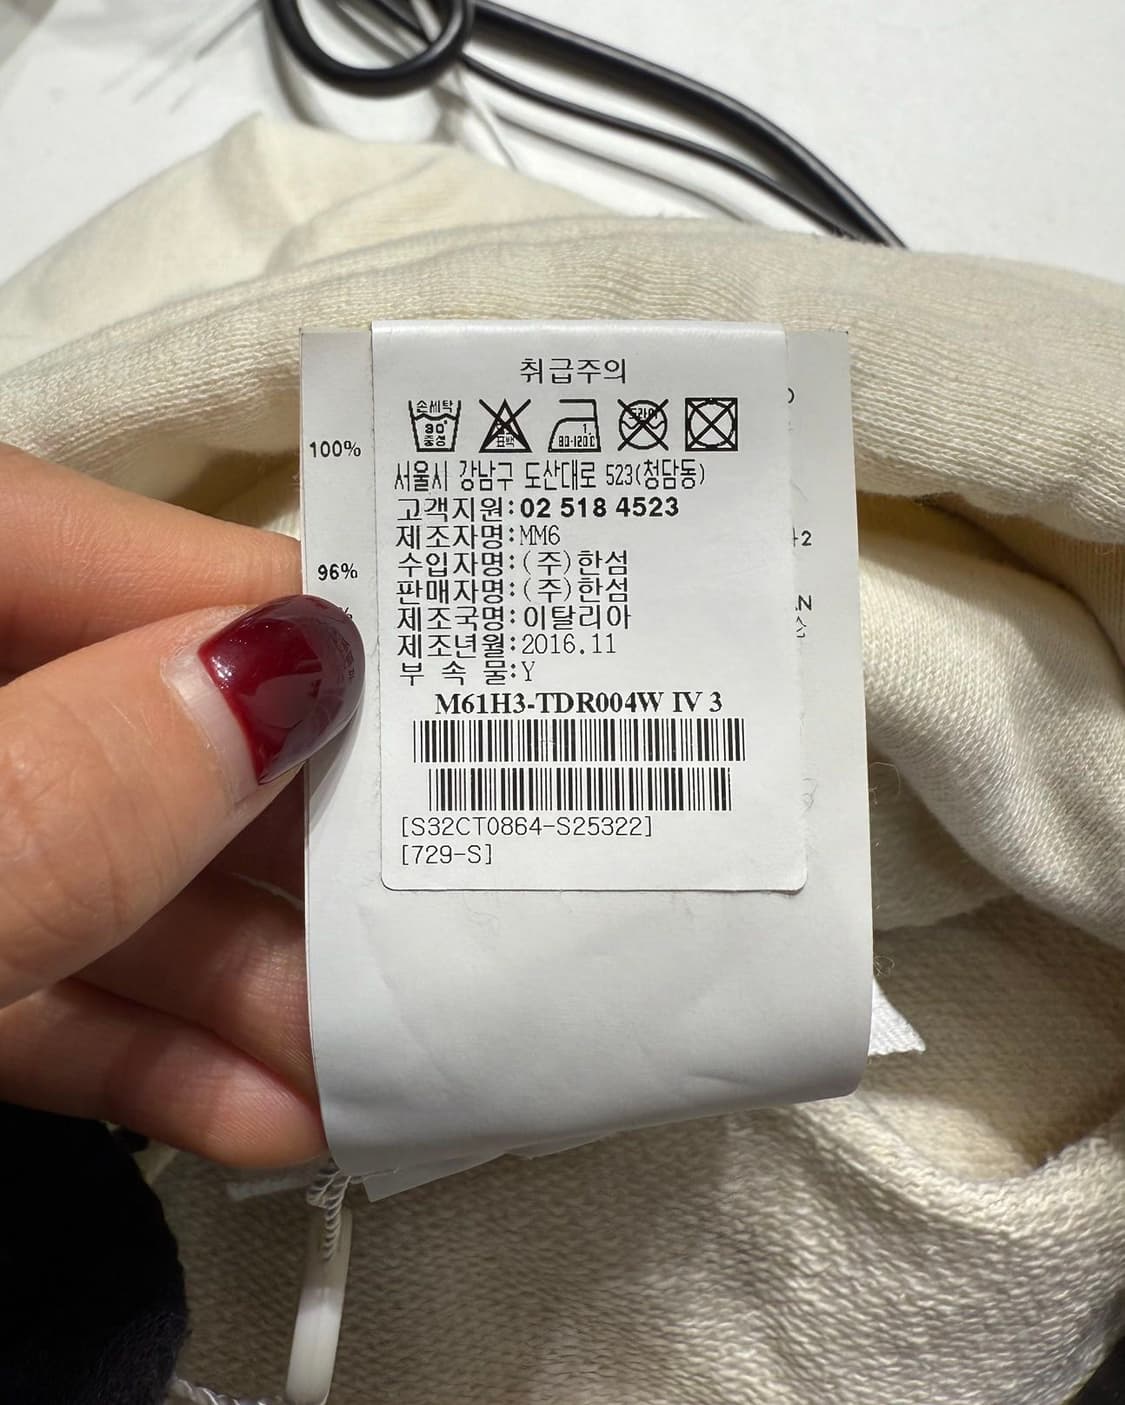 취급주의
손세탁
30°
중성
표백
1.
80-120℃
드라이
100%
서울시 강남구 도산대로 523(청담동)
고객지원:02 518 4523
제조자명:MM6
수입자명:(주)한섬
96%
판매자명:(주)한섬
제조국명:이탈리아
제조년월:2016.11
부 속 물:Y
M61H3-TDR004W IV 3
[S32CT0864-S25322]
[729-S]